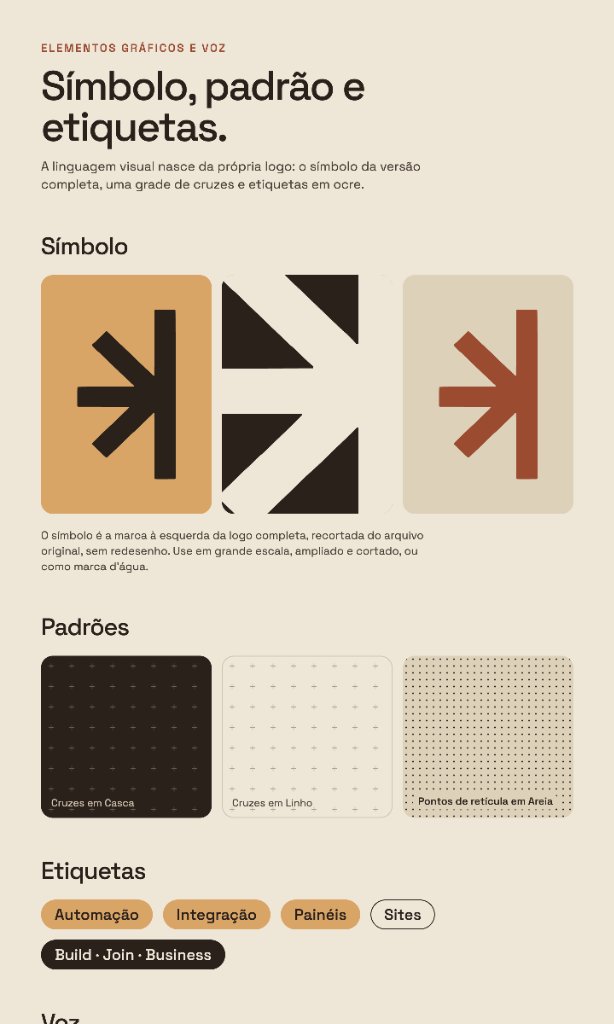 ELEMENTOS GRÁFICOS E VOZ
Símbolo, padrão e
etiquetas.
A linguagem visual nasce da própria logo: o símbolo da versão
completa, uma grade de cruzes e etiquetas em ocre.
Símbolo
O símbolo é a marca à esquerda da logo completa, recortada do arquivo
original, sem redesenho. Use em grande escala, ampliado e cortado, ou
como marca d'água.
Padrões
Cruzes em Casca
Cruzes em Linho
Pontos de retícula em Areia
Etiquetas
Automação
Integração
Painéis
Sites
Build · Join · Business
Voz